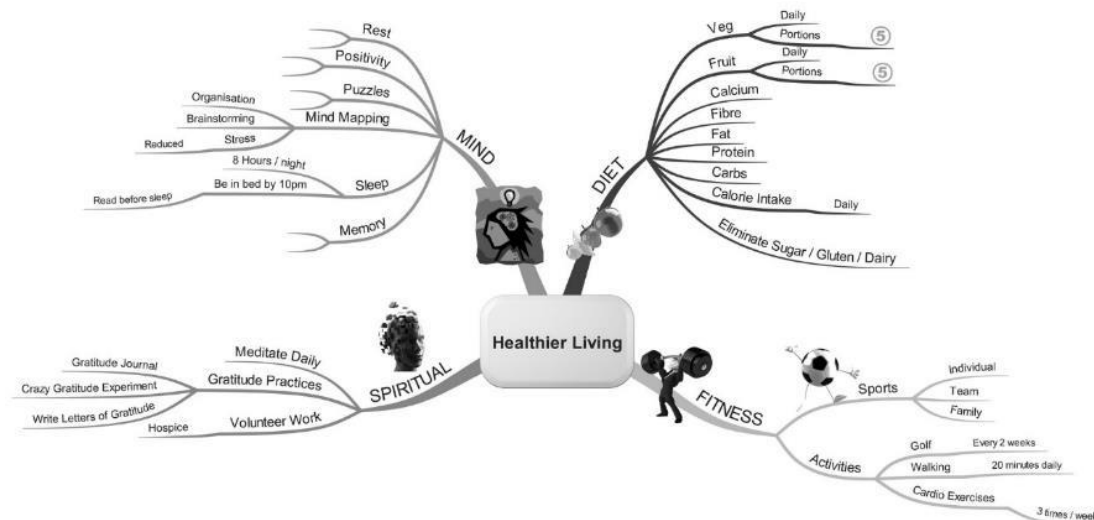 Healthier Living
MIND
Rest
Positivity
Puzzles
Mind Mapping
Organisation
Brainstorming
Stress
Reduced
Sleep
8 Hours / night
Be in bed by 10pm
Read before sleep
Memory
DIET
Veg
Daily
Portions
5
Fruit
Daily
Portions
5
Calcium
Fibre
Fat
Protein
Carbs
Calorie Intake
Daily
Eliminate Sugar / Gluten / Dairy
SPIRITUAL
Meditate Daily
Gratitude Practices
Gratitude Journal
Crazy Gratitude Experiment
Write Letters of Gratitude
Volunteer Work
Hospice
FITNESS
Sports
Individual
Team
Family
Activities
Golf
Every 2 weeks
Walking
20 minutes daily
Cardio Exercises
3 times / week